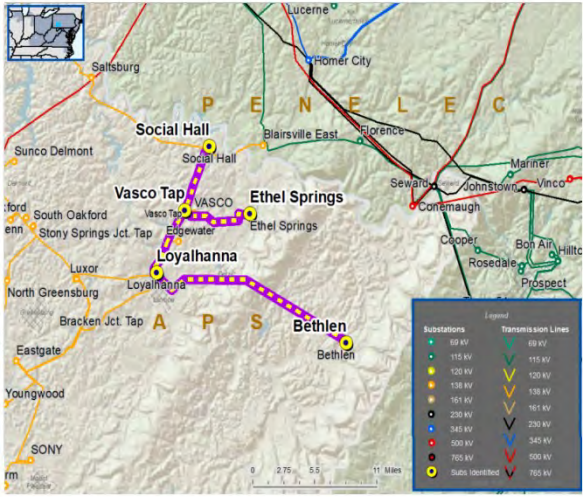 Lucerne
Homer City
Saltsburg
P E N E L E C
Social Hall
Social Hall
Blairsville East
Florence
Sunco Delmont
Mariner
Seward
Johnstown
Vinco
Conemaugh
Vasco Tap
VASCO
Vasco Tap
Ethel Springs
Ethel Springs
Edgewater
South Oakford
Stony Springs Jct. Tap
Cooper
Bon Air
Rosedale
Prospect
Loyalhanna
Loyalhanna
Luxor
North Greensburg
Bracken Jct. Tap
A P S
Bethlen
Bethlen
Eastgate
Youngwood
SONY
0 2.75 5.5 11 Miles
Legend
Substations Transmission Lines
69 kV 69 kV
115 kV 115 kV
120 kV 120 kV
138 kV 138 kV
161 kV 161 kV
230 kV 230 kV
345 kV 345 kV
500 kV 500 kV
765 kV 765 kV
Subs Identified